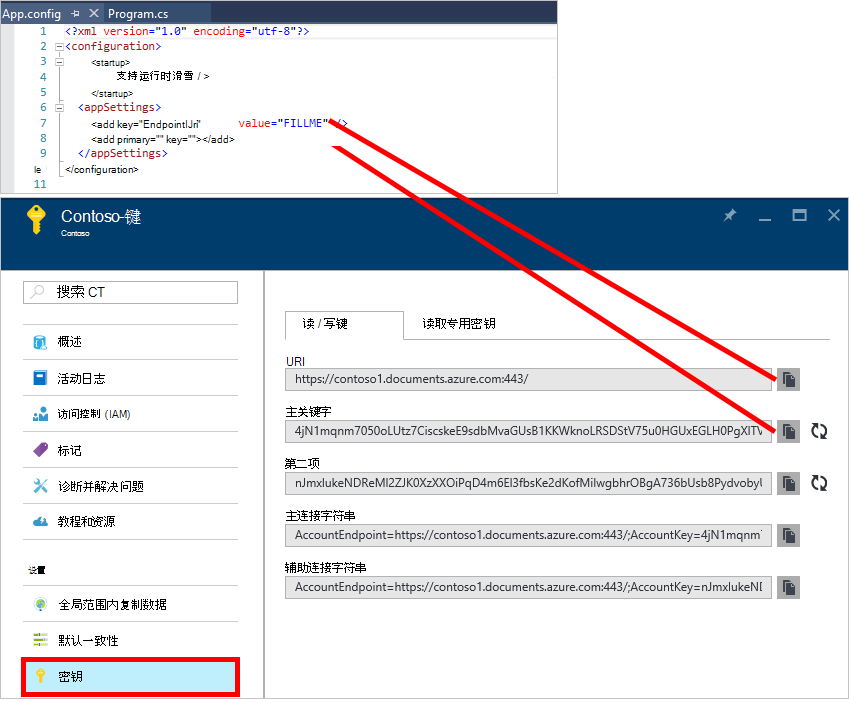 App.config
Program.cs
1 <?xml version="1.0" encoding="utf-8"?>
2 <configuration>
3 <startup>
4 支持运行时滑雪 / >
5 </startup>
6 <appSettings>
7 <add key="EndpointUri" value="FILLME" />
8 <add primary="" key=""></add>
9 </appSettings>
le </configuration>
11
Contoso-键
Contoso
搜索 CT
概述
活动日志
访问控制 (IAM)
标记
诊断并解决问题
教程和资源
设置
全局范围内复制数据
默认一致性
密钥
读 / 写键
读取专用密钥
URI
https://contoso1.documents.azure.com:443/
主关键字
4jN1mqnm7050oLUtz7CiscskeE9sdbMvaGUsB1KKWknoLRSDStV75u0HGUxEGLH0PgXITV
第二项
nJmxlukeNDReMl2ZJK0XzXXOiPqD4m6El3fbsKe2dKofMilwgbhrOBgA736bUsb8Pydvobyl
主连接字符串
AccountEndpoint=https://contoso1.documents.azure.com:443/;AccountKey=4jN1mqnm
辅助连接字符串
AccountEndpoint=https://contoso1.documents.azure.com:443/;AccountKey=nJmxlukeNI